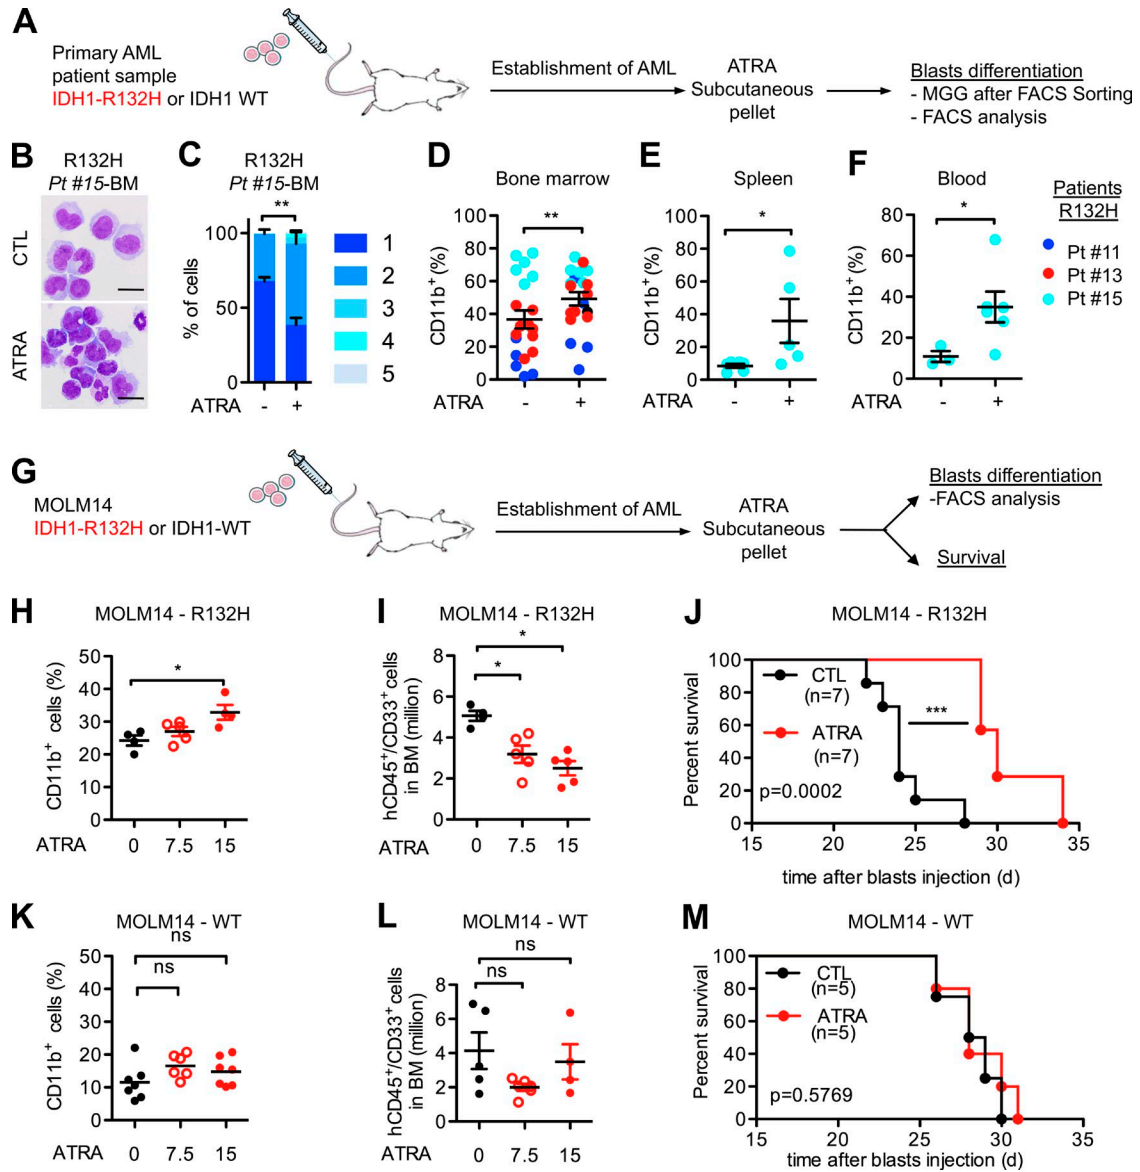 A
Primary AML
patient sample
IDH1-R132H or IDH1 WT
Establishment of AML
ATRA
Subcutaneous
pellet
Blasts differentiation
- MGG after FACS Sorting
- FACS analysis
B
R132H
Pt #15-BM
CTL
ATRA
C
R132H
Pt #15-BM
**
% of cells
100
50
0
ATRA - +
1
2
3
4
5
D
Bone marrow
**
CD11b+(%)
100
80
60
40
20
0
ATRA - +
E
Spleen
*
CD11b+ (%)
100
80
60
40
20
0
ATRA - +
F
Blood
*
CD11b+ (%)
80
60
40
20
0
ATRA - +
Patients
R132H
Pt #11
Pt #13
Pt #15
G
MOLM14
IDH1-R132H or IDH1-WT
Establishment of AML
ATRA
Subcutaneous
pellet
Blasts differentiation
-FACS analysis
Survival
H
MOLM14 - R132H
*
CD11b+ cells (%)
50
40
30
20
10
0
ATRA 0 7.5 15
I
MOLM14 - R132H
*
*
hCD45+/CD33+ cells
in BM (million)
8
6
4
2
0
ATRA 0 7.5 15
J
MOLM14 - R132H
Percent survival
100
80
60
40
20
0
CTL
(n=7)
***
ATRA
(n=7)
p=0.0002
15 20 25 30 35
time after blasts injection (d)
K
MOLM14 - WT
ns
ns
CD11b+ cells (%)
50
40
30
20
10
0
ATRA 0 7.5 15
L
MOLM14 - WT
ns
ns
hCD45+/CD33+ cells
in BM (million)
8
6
4
2
0
ATRA 0 7.5 15
M
MOLM14 - WT
Percent survival
100
80
60
40
20
0
CTL
(n=5)
ATRA
(n=5)
p=0.5769
15 20 25 30 35
time after blasts injection (d)